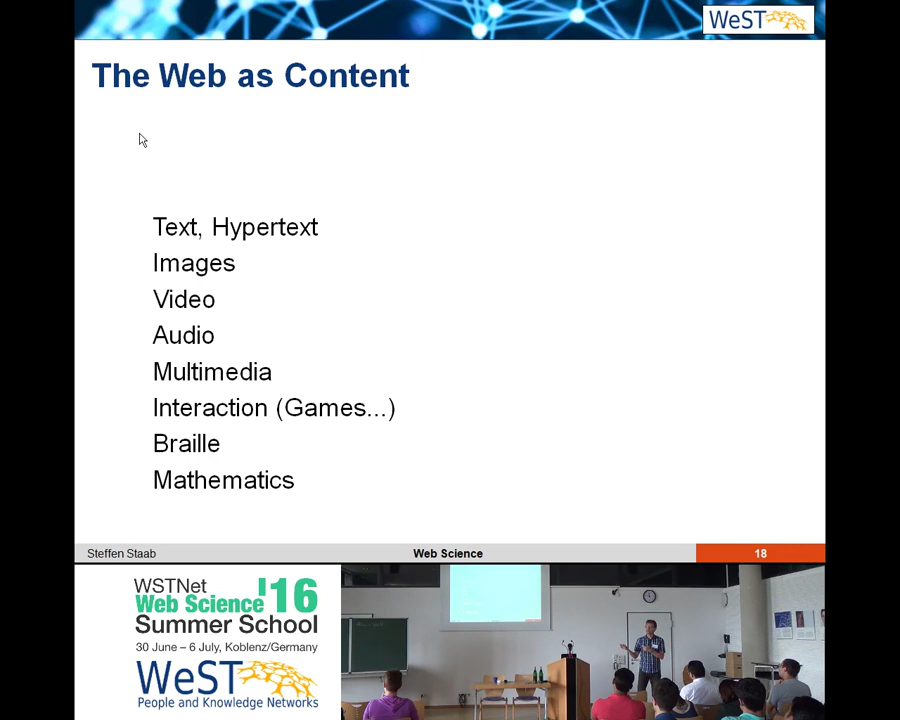 WeST
The Web as Content
Text, Hypertext
Images
Video
Audio
Multimedia
Interaction (Games...)
Braille
Mathematics
Steffen Staab
Web Science
18
WSTNet
Web Science '16
Summer School
30 June – 6 July, Koblenz/Germany
WeST
People and Knowledge Networks